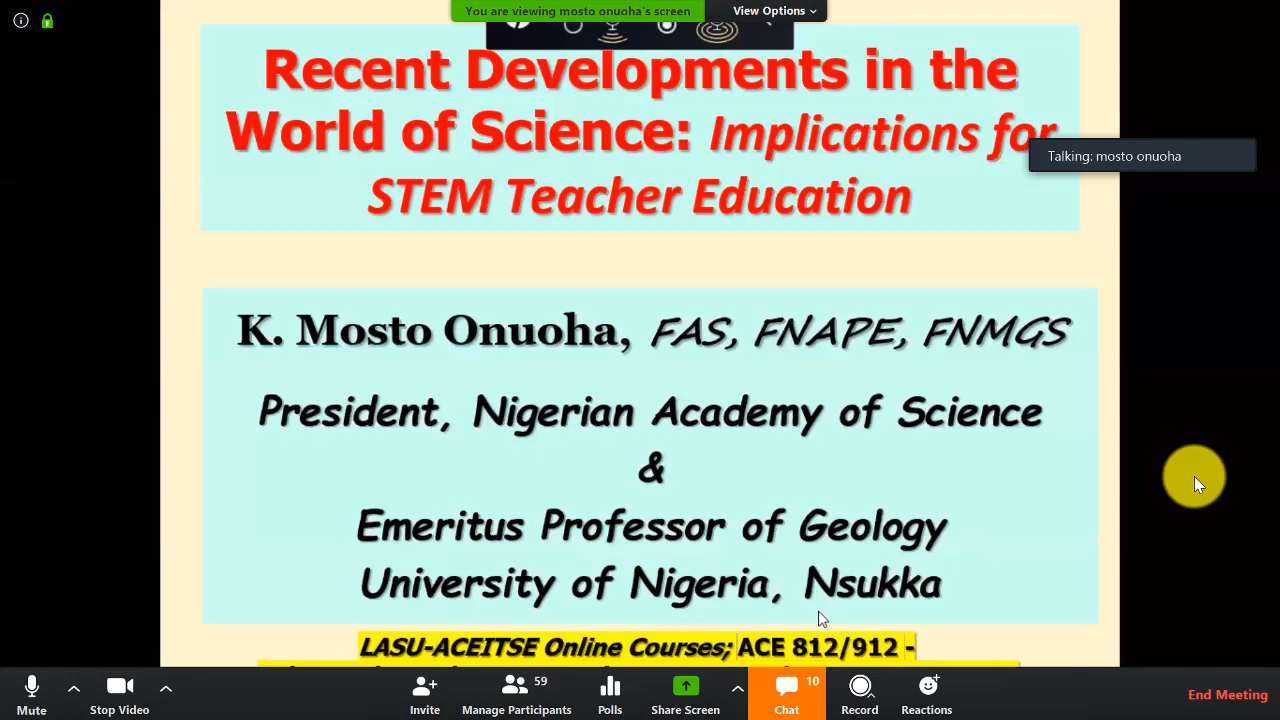 You are viewing mosto onuoha's screen
View Options
Recent Developments in the
World of Science: Implications for
Talking: mosto onuoha
STEM Teacher Education
K. Mosto Onuoha, FAS, FNAPE, FNMGS
President, Nigerian Academy of Science
&
Emeritus Professor of Geology
University of Nigeria, Nsukka
LASU-ACEITSE Online Courses; ACE 812/912 -
Mute
Stop Video
Invite
59
Manage Participants
Polls
Share Screen
10
Chat
Record
Reactions
End Meeting